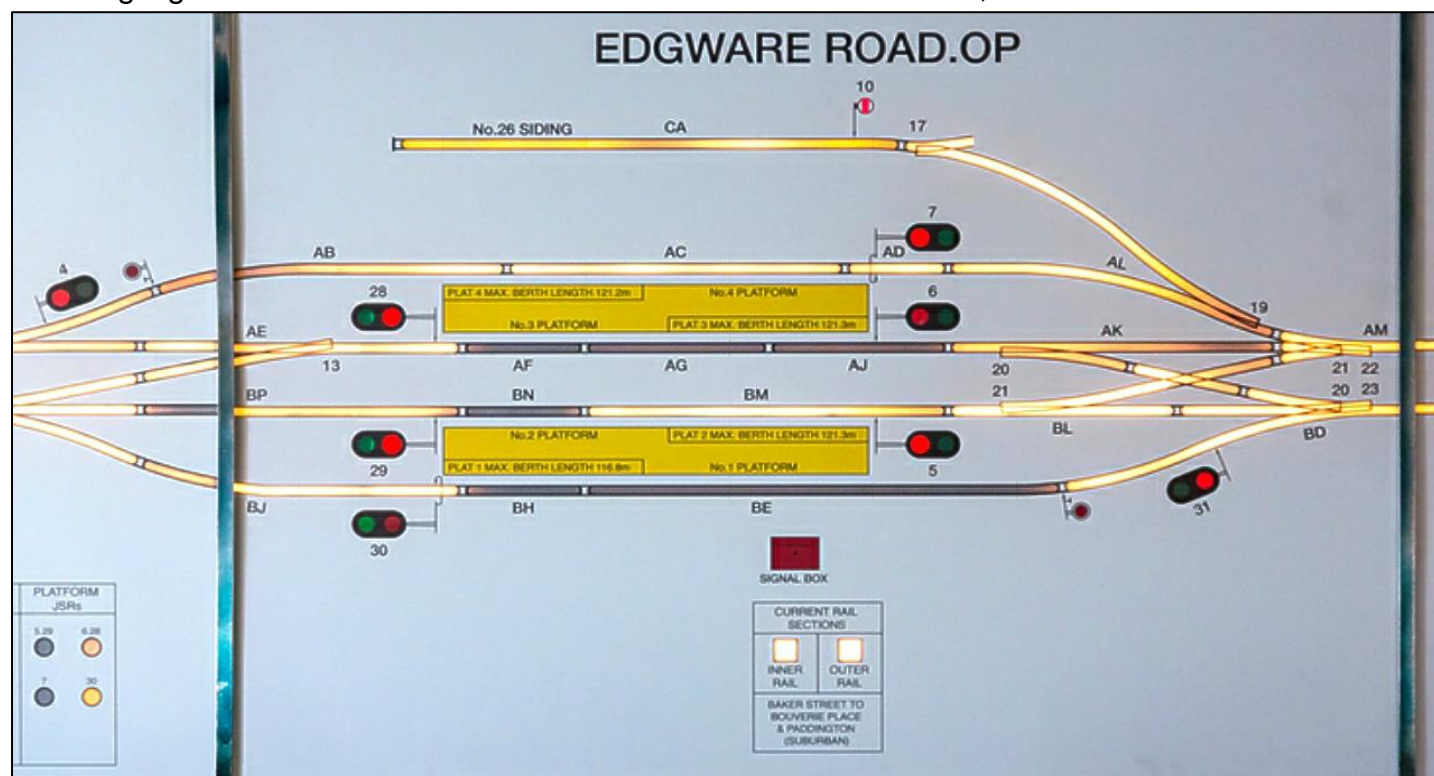 EDGWARE ROAD.OP
10
No.26 SIDING
CA
17
7
AB
AC
AD
AL
4
28
PLAT 4 MAX. BERTH LENGTH 121.2m
No.4 PLATFORM
6
19
No.3 PLATFORM
PLAT 3 MAX. BERTH LENGTH 121.3m
AE
AK
AM
13
AF
AG
AJ
20
21
22
21
20
23
BP
BN
BM
BL
BD
No.2 PLATFORM
PLAT 2 MAX. BERTH LENGTH 121.3m
29
PLAT 1 MAX. BERTH LENGTH 116.8m
No.1 PLATFORM
5
BJ
BH
BE
31
30
SIGNAL BOX
PLATFORM
JSRs
5.29
6.28
7
30
CURRENT RAIL
SECTIONS
INNER
RAIL
OUTER
RAIL
BAKER STREET TO
BOUVERIE PLACE
& PADDINGTON
(SUBURBAN)